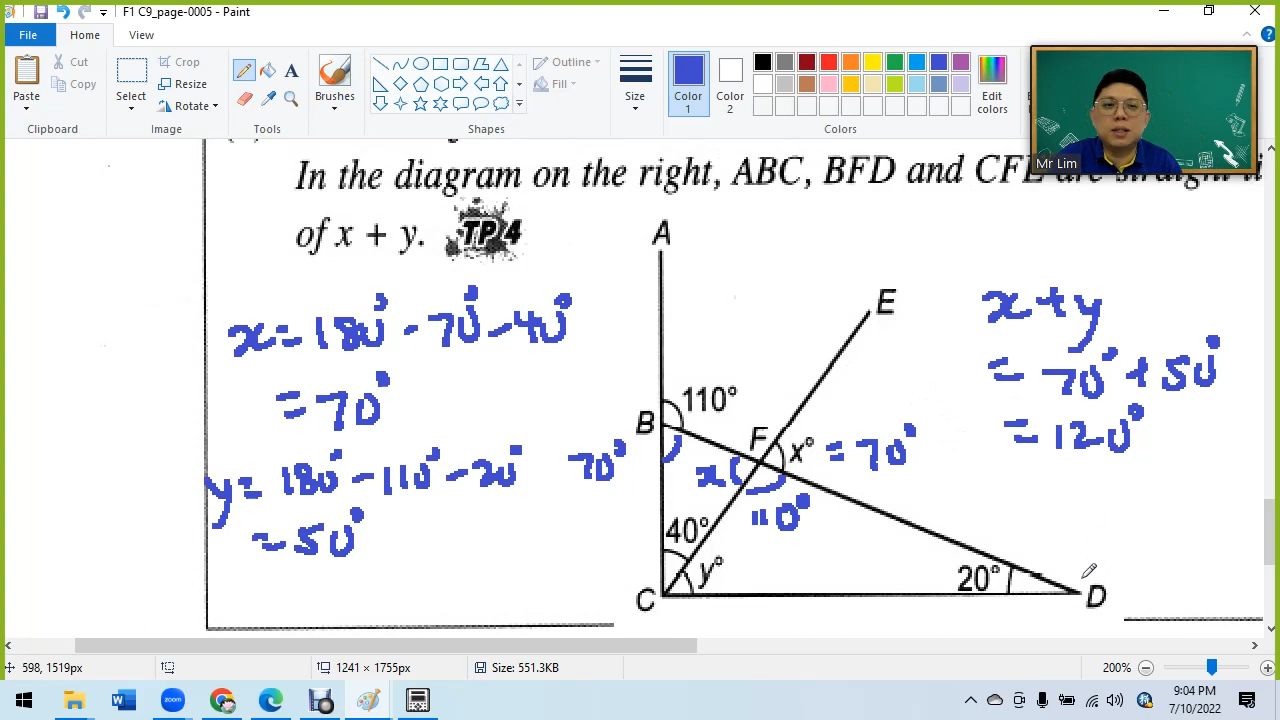 F1 C9_page-0005 - Paint
File Home View
Paste
Cut
Copy
Clipboard
Select
Crop
Resize
Rotate
Image
A
Tools
Brushes
Outline
Fill
Shapes
Size
Color 1
Color 2
Edit colors
Colors
Mr Lim
In the diagram on the right, ABC, BFD and CFE are straight
of x + y. TP 4
x = 180° - 70° - 40°
= 70°
y = 180° - 110° - 20°
= 50°
A
E
B
110°
F
x° = 70°
70°
x
110°
40°
y°
C
20°
D
x + y
= 70° + 50°
= 120°
598, 1519px
1241 × 1755px
Size: 551.3KB
200%
zoom
9:04 PM
7/10/2022